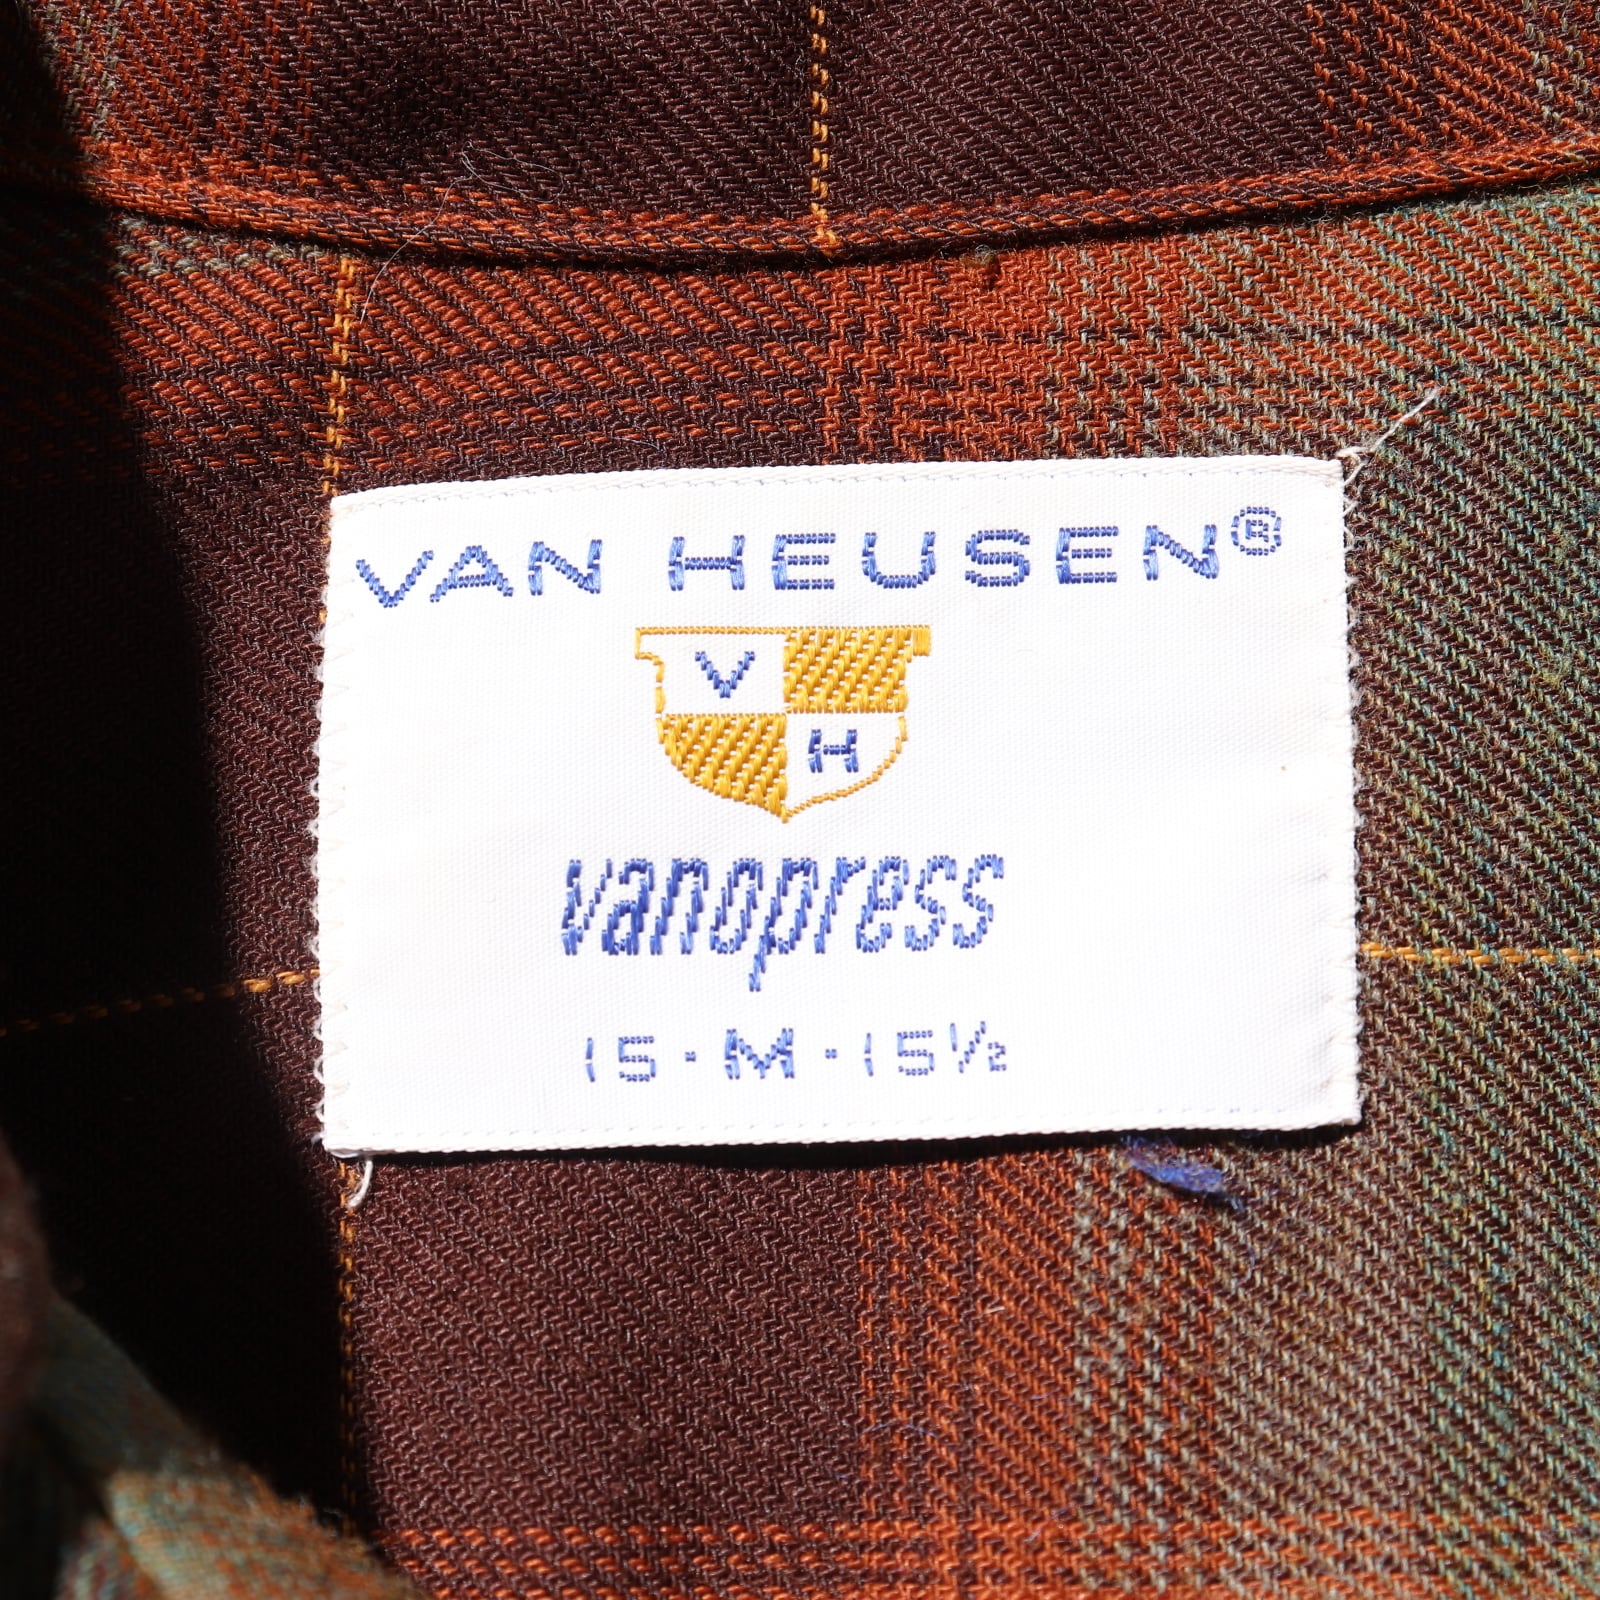 VAN HEUSEN®
V
H
vanopress
15-M-15½